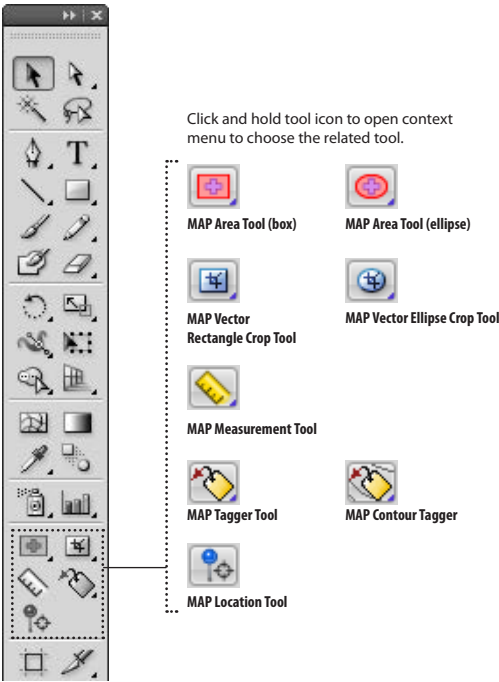 Click and hold tool icon to open context
menu to choose the related tool.
MAP Area Tool (box)
MAP Area Tool (ellipse)
MAP Vector
Rectangle Crop Tool
MAP Vector Ellipse Crop Tool
MAP Measurement Tool
MAP Tagger Tool
MAP Contour Tagger
MAP Location Tool